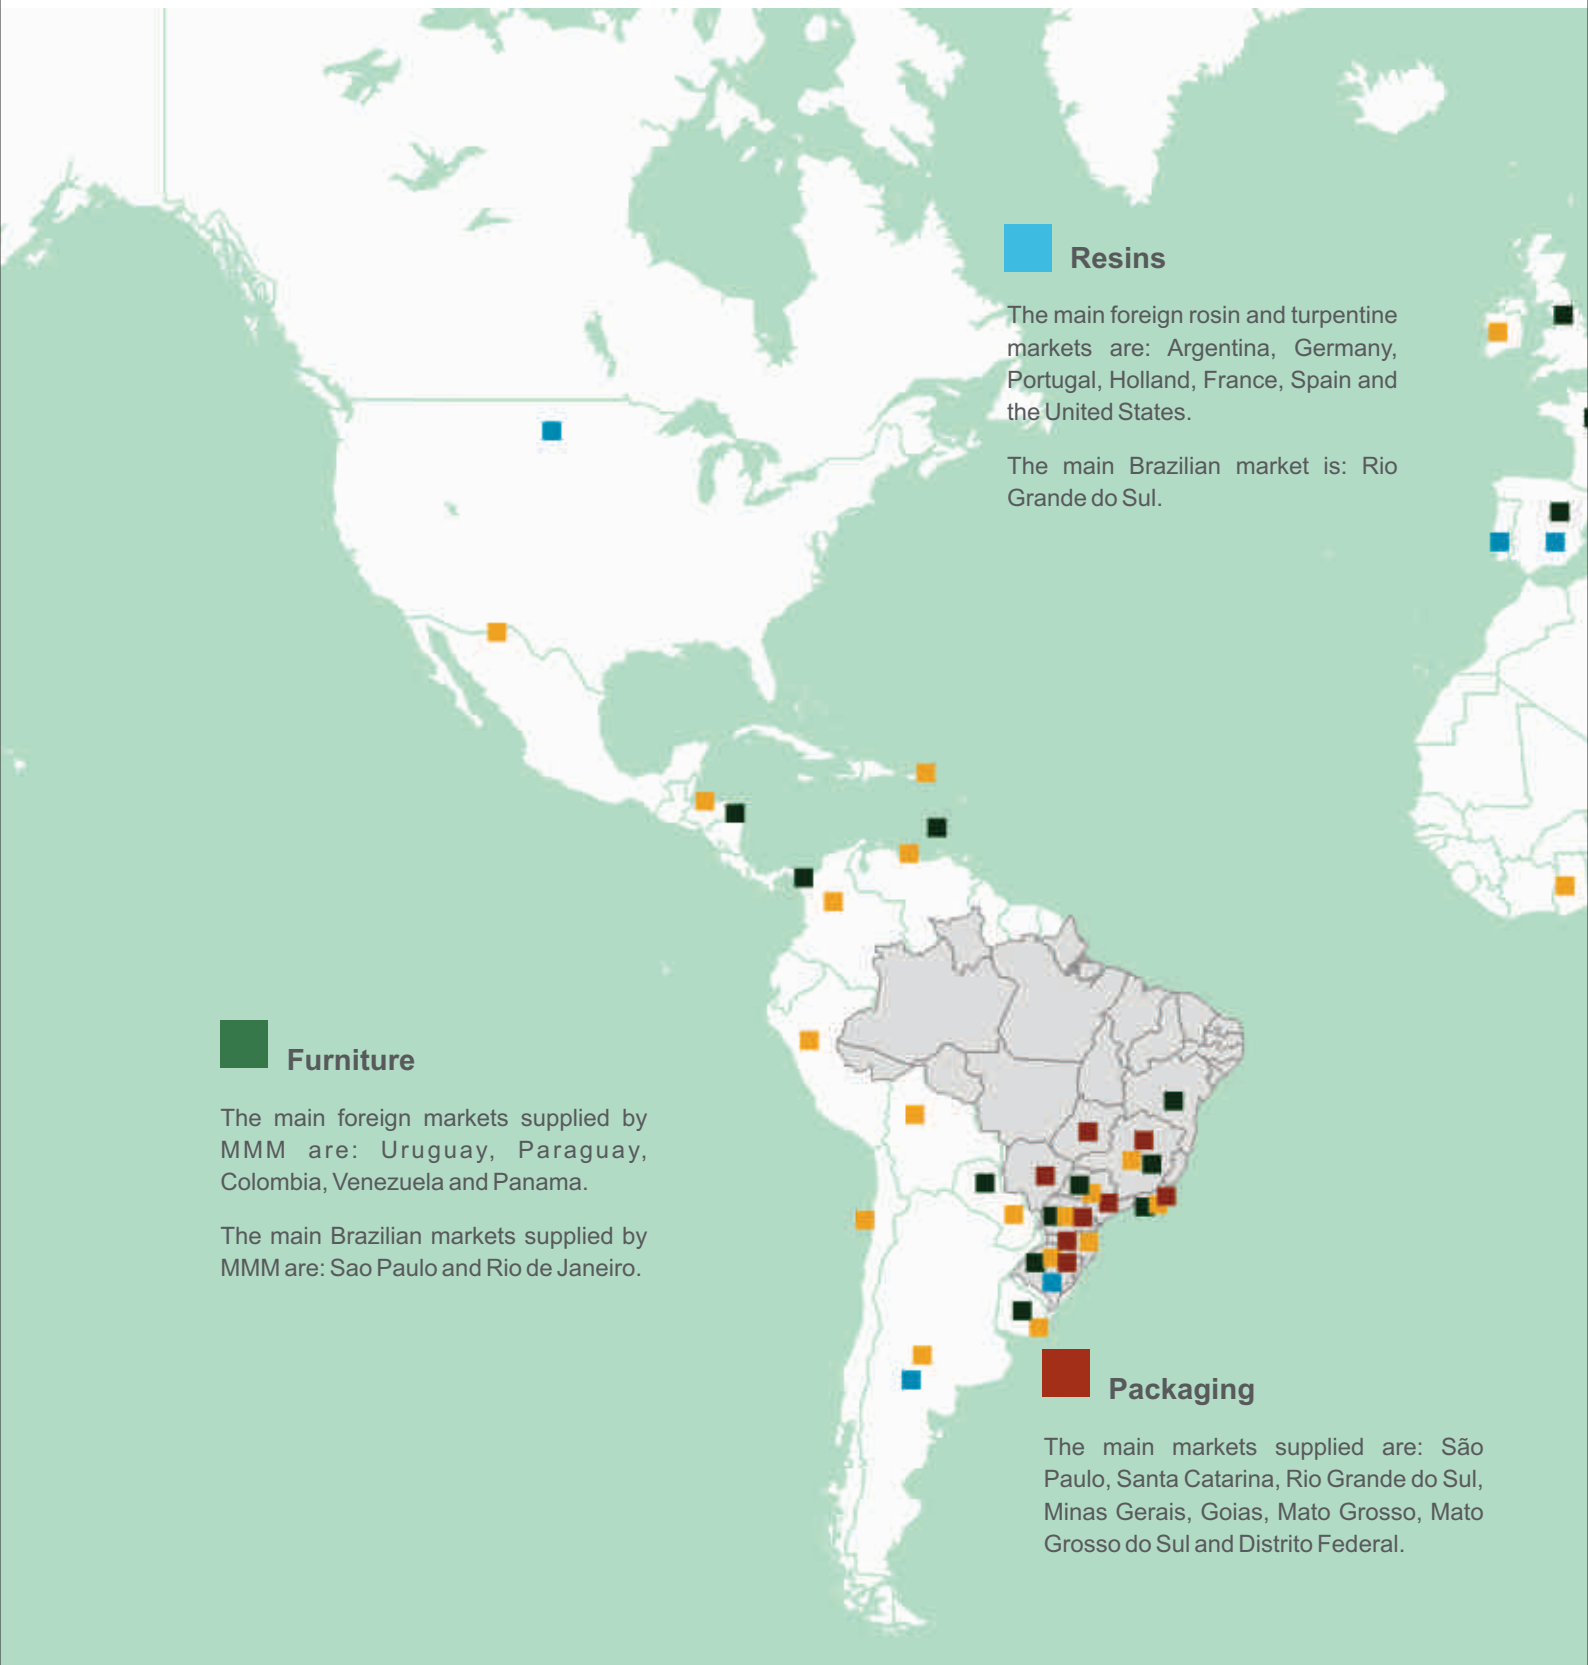 Resins
The main foreign rosin and turpentine
markets are: Argentina, Germany,
Portugal, Holland, France, Spain and
the United States.
The main Brazilian market is: Rio
Grande do Sul.
Furniture
The main foreign markets supplied by
MMM are: Uruguay, Paraguay,
Colombia, Venezuela and Panama.
The main Brazilian markets supplied by
MMM are: Sao Paulo and Rio de Janeiro.
Packaging
The main markets supplied are: São
Paulo, Santa Catarina, Rio Grande do Sul,
Minas Gerais, Goias, Mato Grosso, Mato
Grosso do Sul and Distrito Federal.